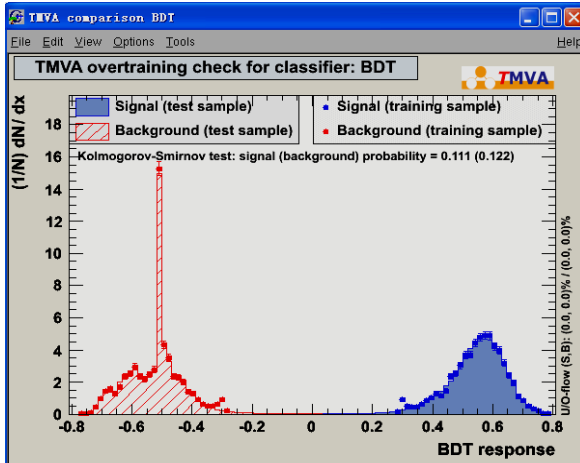 TMVA comparison BDT
File Edit View Options Tools Help
TMVA overtraining check for classifier: BDT
TMVA
Signal (test sample)
Background (test sample)
Signal (training sample)
Background (training sample)
Kolmogorov-Smirnov test: signal (background) probability = 0.111 (0.122)
(1/N) dN / dx
18
16
14
12
10
8
6
4
2
0
-0.8 -0.6 -0.4 -0.2 0 0.2 0.4 0.6 0.8
BDT response
U/O-flow (S,B): (0.0, 0.0)% / (0.0, 0.0)%